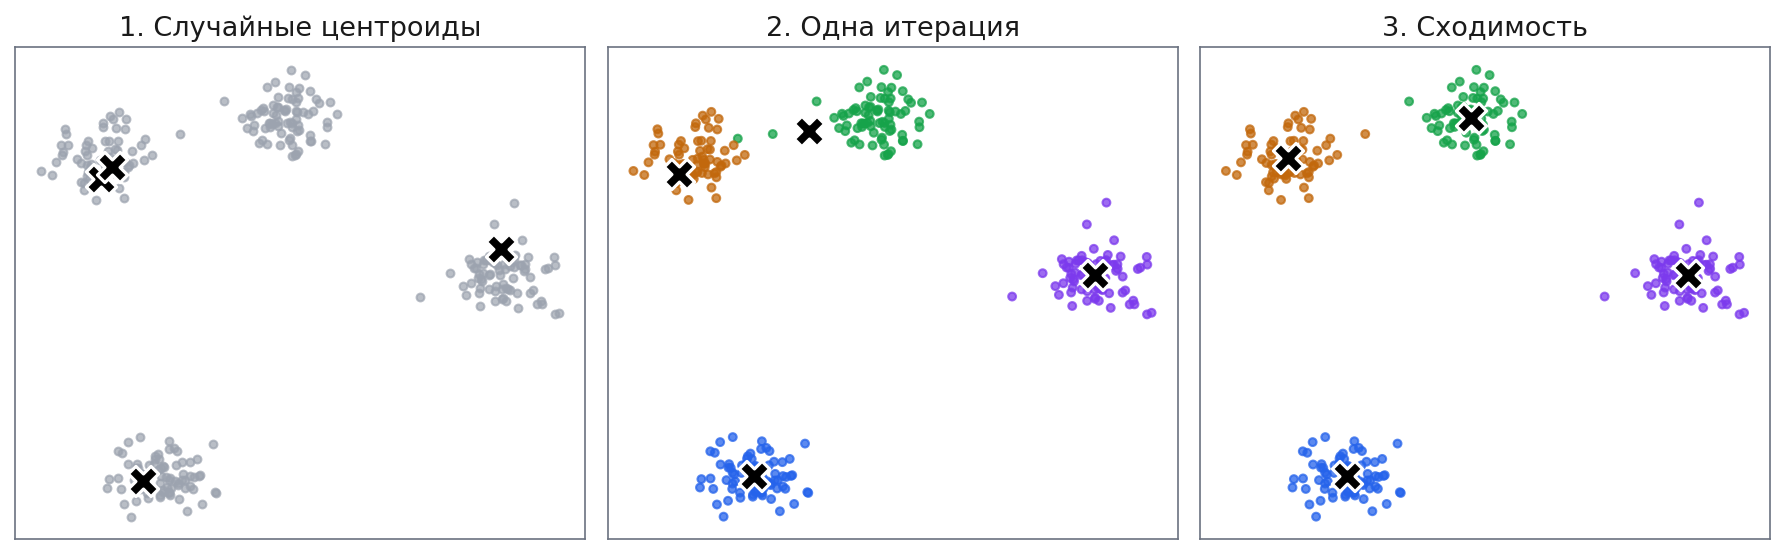 1. Случайные центроиды
2. Одна итерация
3. Сходимость